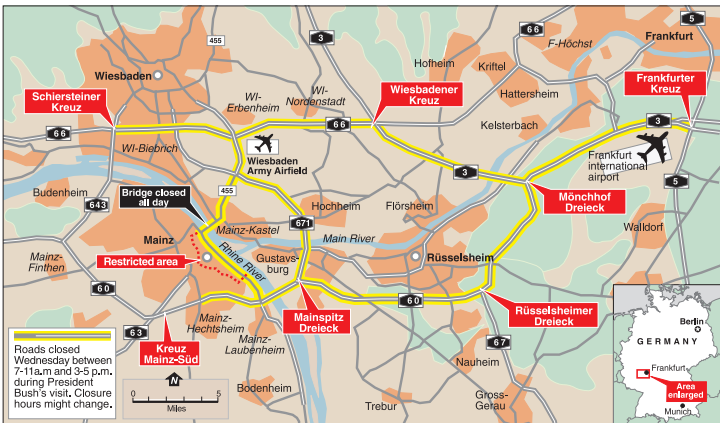 455
3
66
F-Höchst
Frankfurt
5
Hofheim
Kriftel
Wiesbaden
Hattersheim
Schiersteiner
Kreuz
WI-
Erbenheim
WI-
Nordenstadt
Wiesbadener
Kreuz
Frankfurter
Kreuz
66
66
Kelsterbach
3
WI-Biebrich
Wiesbaden
Army Airfield
Frankfurt
international
airport
3
5
Budenheim
Bridge closed
all day
455
Mönchhof
Dreieck
643
Hochheim
Flörsheim
Mainz-Kastel
671
Walldorf
Mainz
Main River
Mainz-
Finthen
Restricted area
Rhine River
Gustavs-
burg
Rüsselsheim
60
60
Mainspitz
Dreieck
Rüsselsheimer
Dreieck
63
Mainz-
Hechtsheim
Kreuz
Mainz-Süd
Mainz-
Laubenheim
67
Nauheim
Bodenheim
Trebur
Gross-
Gerau
Roads closed
Wednesday between
7-11a.m and 3-5 p.m.
during President
Bush's visit. Closure
hours might change.
N
0 5
Miles
Berlin
GERMANY
Frankfurt
Area
enlarged
Munich